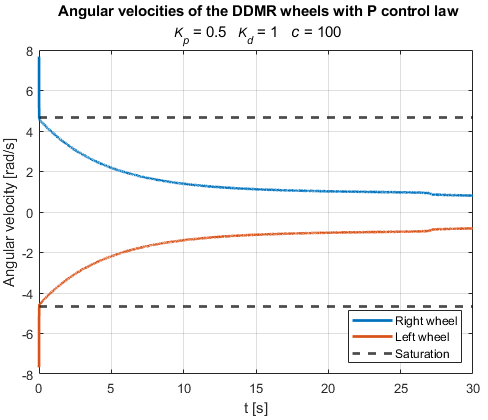 Angular velocities of the DDMR wheels with P control law
K_p = 0.5 K_d = 1 c = 100
Angular velocity [rad/s]
8
6
4
2
0
-2
-4
-6
-8
Right wheel
Left wheel
Saturation
0 5 10 15 20 25 30
t [s]